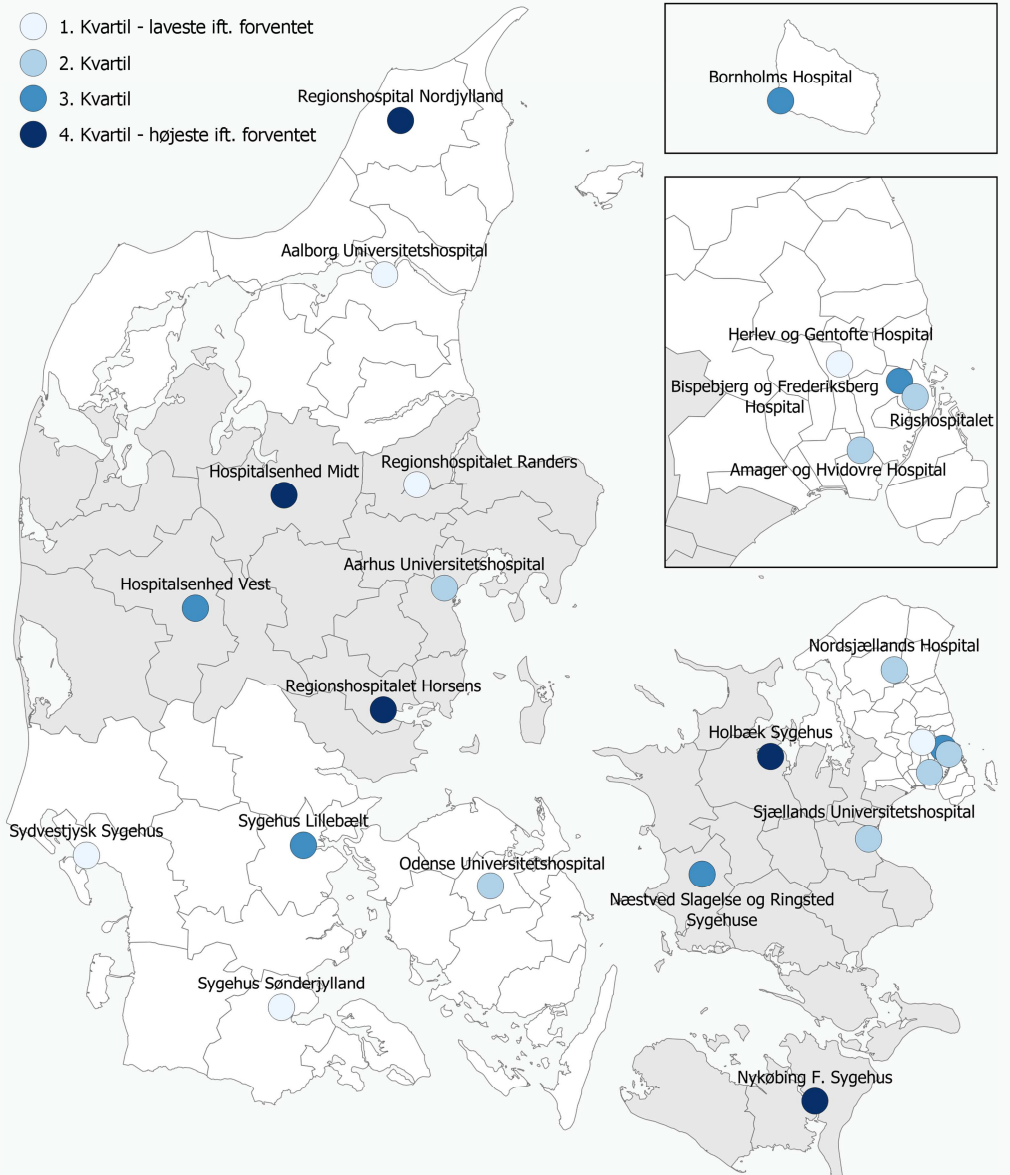 1. Kvartil - laveste ift. forventet
2. Kvartil
3. Kvartil
4. Kvartil - højeste ift. forventet
Bornholms Hospital
Regionshospital Nordjylland
Aalborg Universitetshospital
Herlev og Gentofte Hospital
Bispebjerg og Frederiksberg
Hospital
Rigshospitalet
Amager og Hvidovre Hospital
Hospitalsenhed Midt
Regionshospitalet Randers
Aarhus Universitetshospital
Hospitalsenhed Vest
Nordsjællands Hospital
Regionshospitalet Horsens
Holbæk Sygehus
Sydvestjysk Sygehus
Sygehus Lillebælt
Odense Universitetshospital
Sjællands Universitetshospital
Næstved Slagelse og Ringsted
Sygehuse
Sygehus Sønderjylland
Nykøbing F. Sygehus